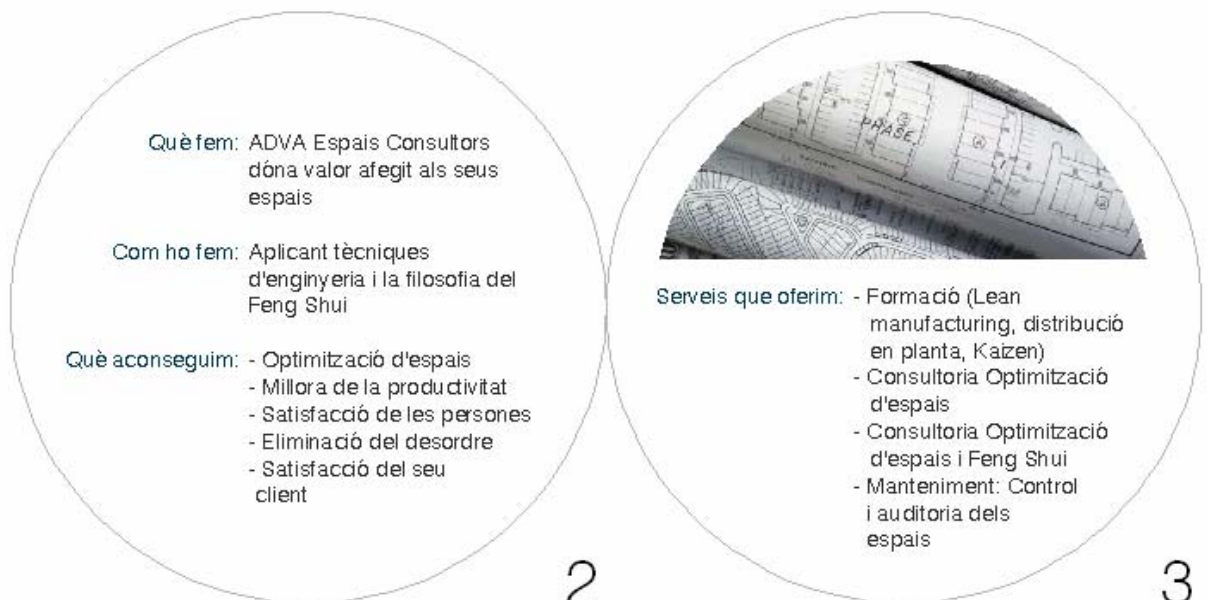 Què fem: ADVA Espais Consultors
dóna valor afegit als seus
espais
Com ho fem: Aplicant tècniques
d'enginyeria i la filosofia del
Feng Shui
Què aconseguim: - Optimització d'espais
- Millora de la productivitat
- Satisfacció de les persones
- Eliminació del desordre
- Satisfacció del seu
client
2
PHASE
Serveis que oferim: - Formació (Lean
manufacturing, distribució
en planta, Kaizen)
- Consultoria Optimització
d'espais
- Consultoria Optimització
d'espais i Feng Shui
- Manteniment: Control
i auditoria dels
espais
3